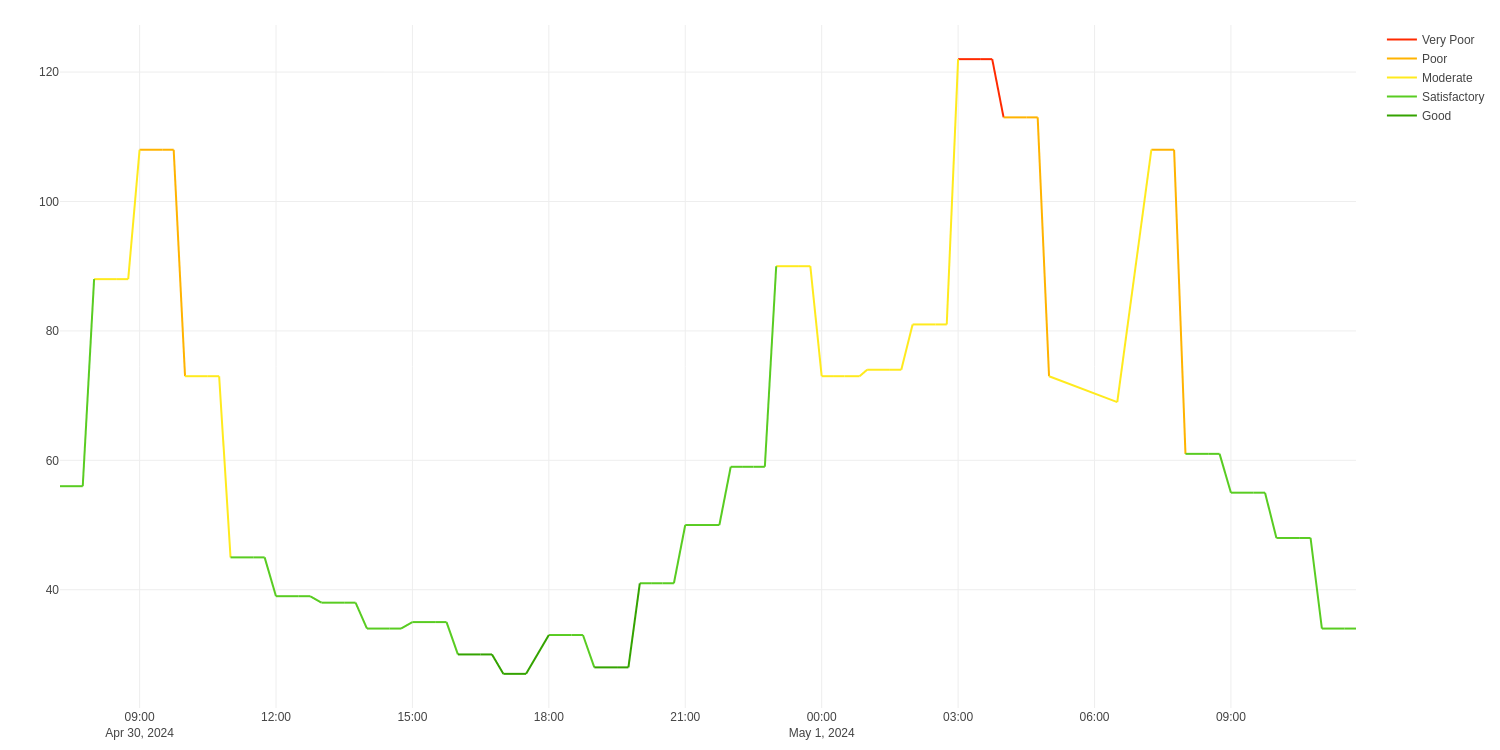 120
100
80
60
40
09:00
12:00
15:00
18:00
21:00
00:00
03:00
06:00
09:00
Apr 30, 2024
May 1, 2024
Very Poor
Poor
Moderate
Satisfactory
Good